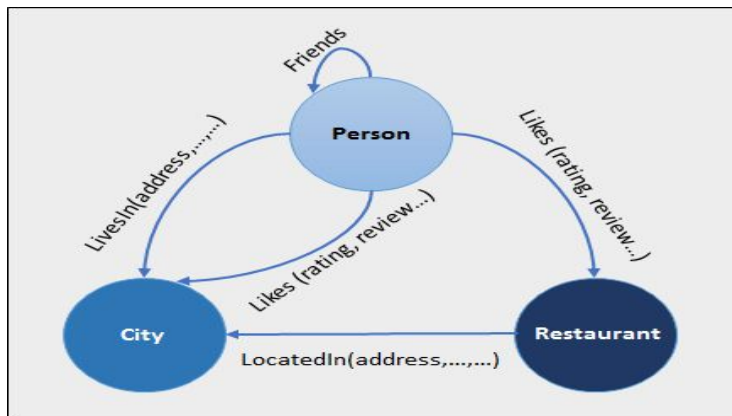 Friends
Person
LivesIn(address,...,...)
Likes (rating, review...)
Likes (rating, review...)
City
Restaurant
LocatedIn(address,...,...)